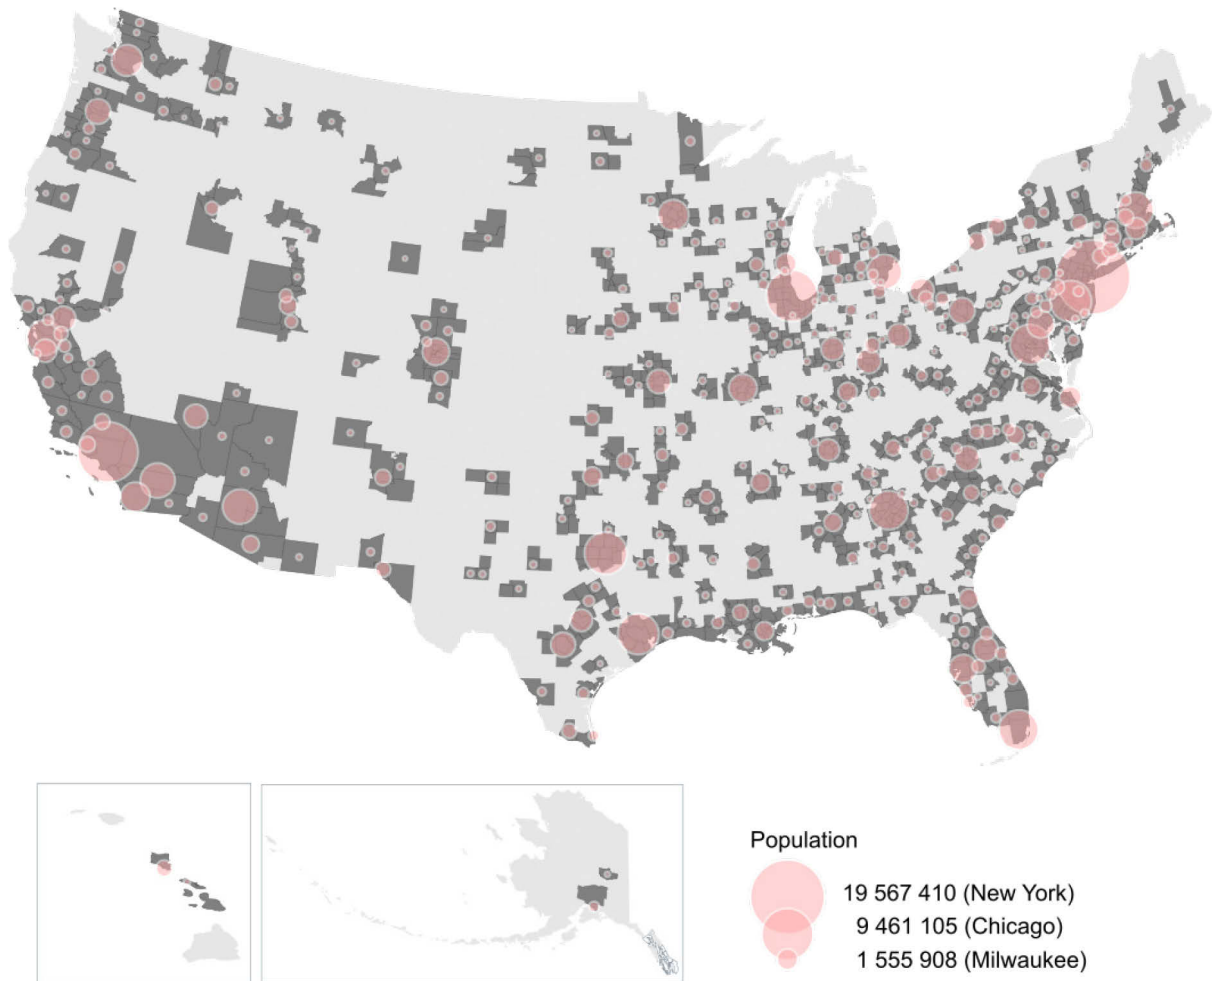 Population
19 567 410 (New York)
9 461 105 (Chicago)
1 555 908 (Milwaukee)